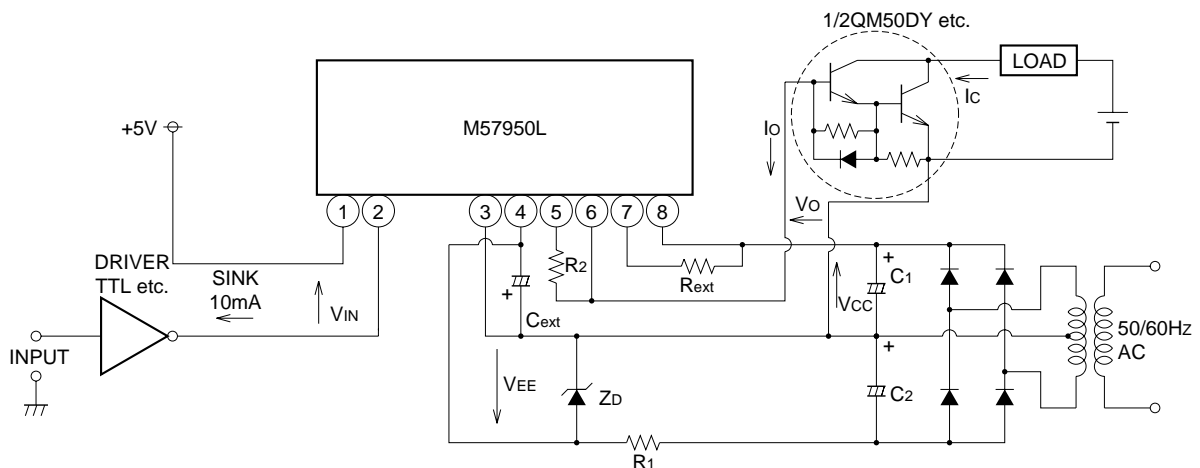 1/2QM50DY etc.
LOAD
IC
+5V
M57950L
IO
VO
1 2 3 4 5 6 7 8
DRIVER
TTL etc.
SINK
10mA
VIN
INPUT
R2
Rext
+
Cext
VCC
+
C1
+
C2
50/60Hz
AC
VEE
ZD
R1